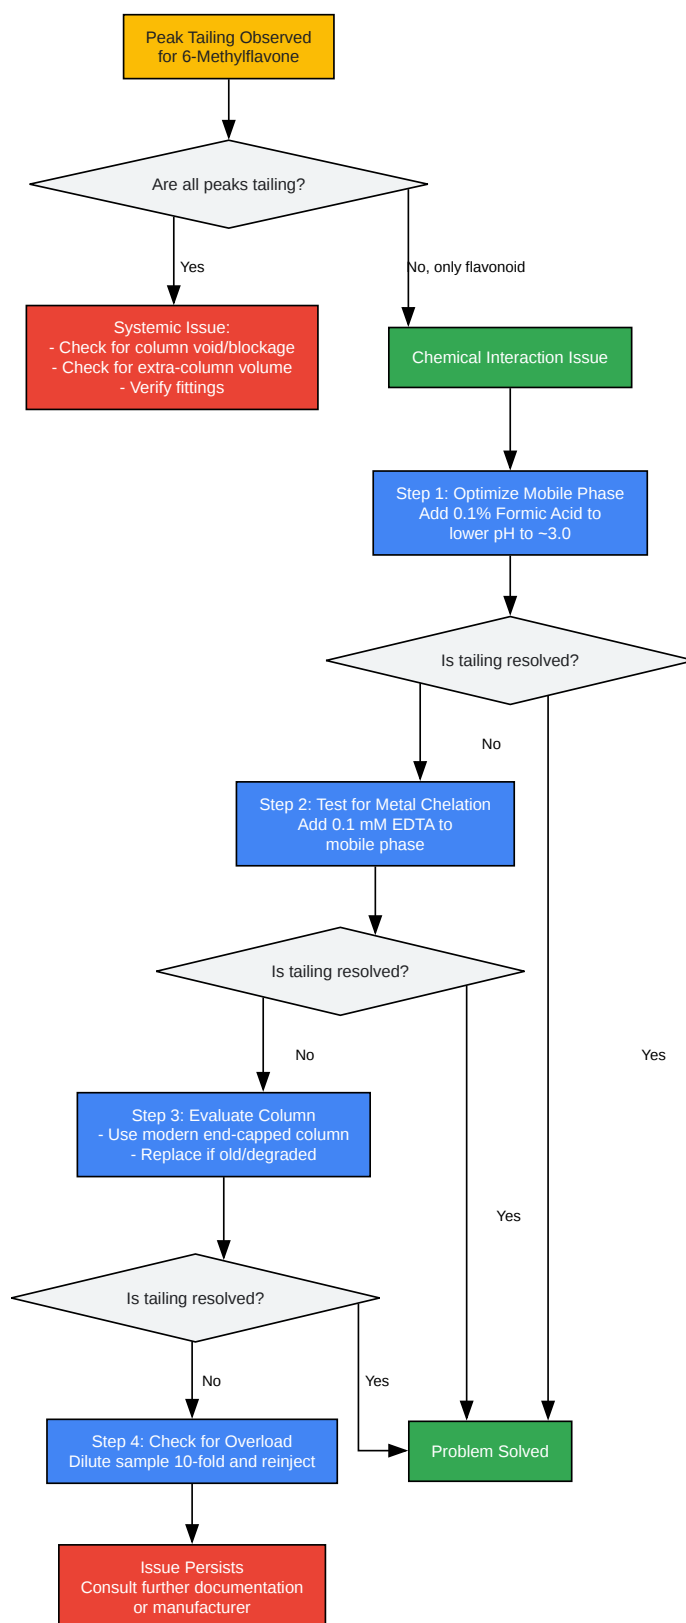 Peak Tailing Observed
for 6-Methylflavone
Are all peaks tailing?
Yes
No, only flavonoid
Systemic Issue:
- Check for column void/blockage
- Check for extra-column volume
- Verify fittings
Chemical Interaction Issue
Step 1: Optimize Mobile Phase
Add 0.1% Formic Acid to
lower pH to ~3.0
Is tailing resolved?
No
Step 2: Test for Metal Chelation
Add 0.1 mM EDTA to
mobile phase
Is tailing resolved?
No
Yes
Step 3: Evaluate Column
- Use modern end-capped column
- Replace if old/degraded
Yes
Is tailing resolved?
No
Yes
Step 4: Check for Overload
Dilute sample 10-fold and reinject
Problem Solved
Issue Persists
Consult further documentation
or manufacturer